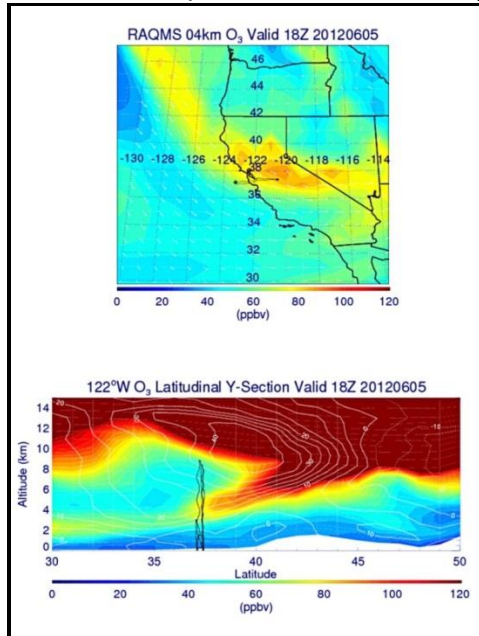 RAQMS 04km O₃ Valid 18Z 20120605
46
44
42
40
-130 -128 -126 -124 -122 -120 -118 -116 -114
38
36
34
32
30
0 20 40 60 80 100 120
(ppbv)
122°W O₃ Latitudinal Y-Section Valid 18Z 20120605
Altitude (km)
14
12
10
8
6
4
2
0
30 35 40 45 50
Latitude
0 20 40 60 80 100 120
(ppbv)